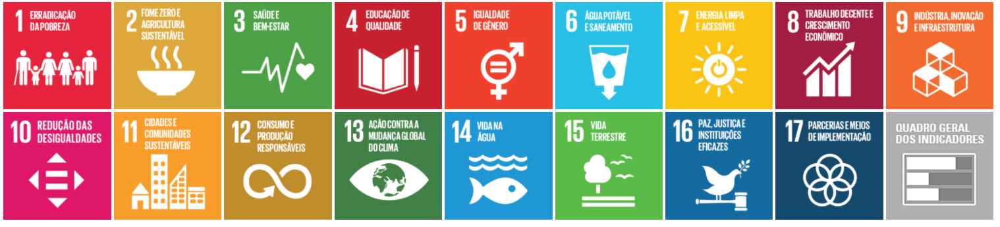 1 ERRADICAÇÃO
DA POBREZA
2 FOME ZERO E
AGRICULTURA
SUSTENTÁVEL
3 SAÚDE E
BEM-ESTAR
4 EDUCAÇÃO DE
QUALIDADE
5 IGUALDADE
DE GÊNERO
6 ÁGUA POTÁVEL
E SANEAMENTO
7 ENERGIA LIMPA
E ACESSÍVEL
8 TRABALHO DECENTE E
CRESCIMENTO
ECONÔMICO
9 INDÚSTRIA, INOVAÇÃO
E INFRAESTRUTURA
10 REDUÇÃO DAS
DESIGUALDADES
11 CIDADES E
COMUNIDADES
SUSTENTÁVEIS
12 CONSUMO E
PRODUÇÃO
RESPONSÁVEIS
13 AÇÃO CONTRA A
MUDANÇA GLOBAL
DO CLIMA
14 VIDA NA
ÁGUA
15 VIDA
TERRESTRE
16 PAZ, JUSTIÇA E
INSTITUIÇÕES
EFICAZES
17 PARCERIAS E MEIOS
DE IMPLEMENTAÇÃO
QUADRO GERAL
DOS INDICADORES